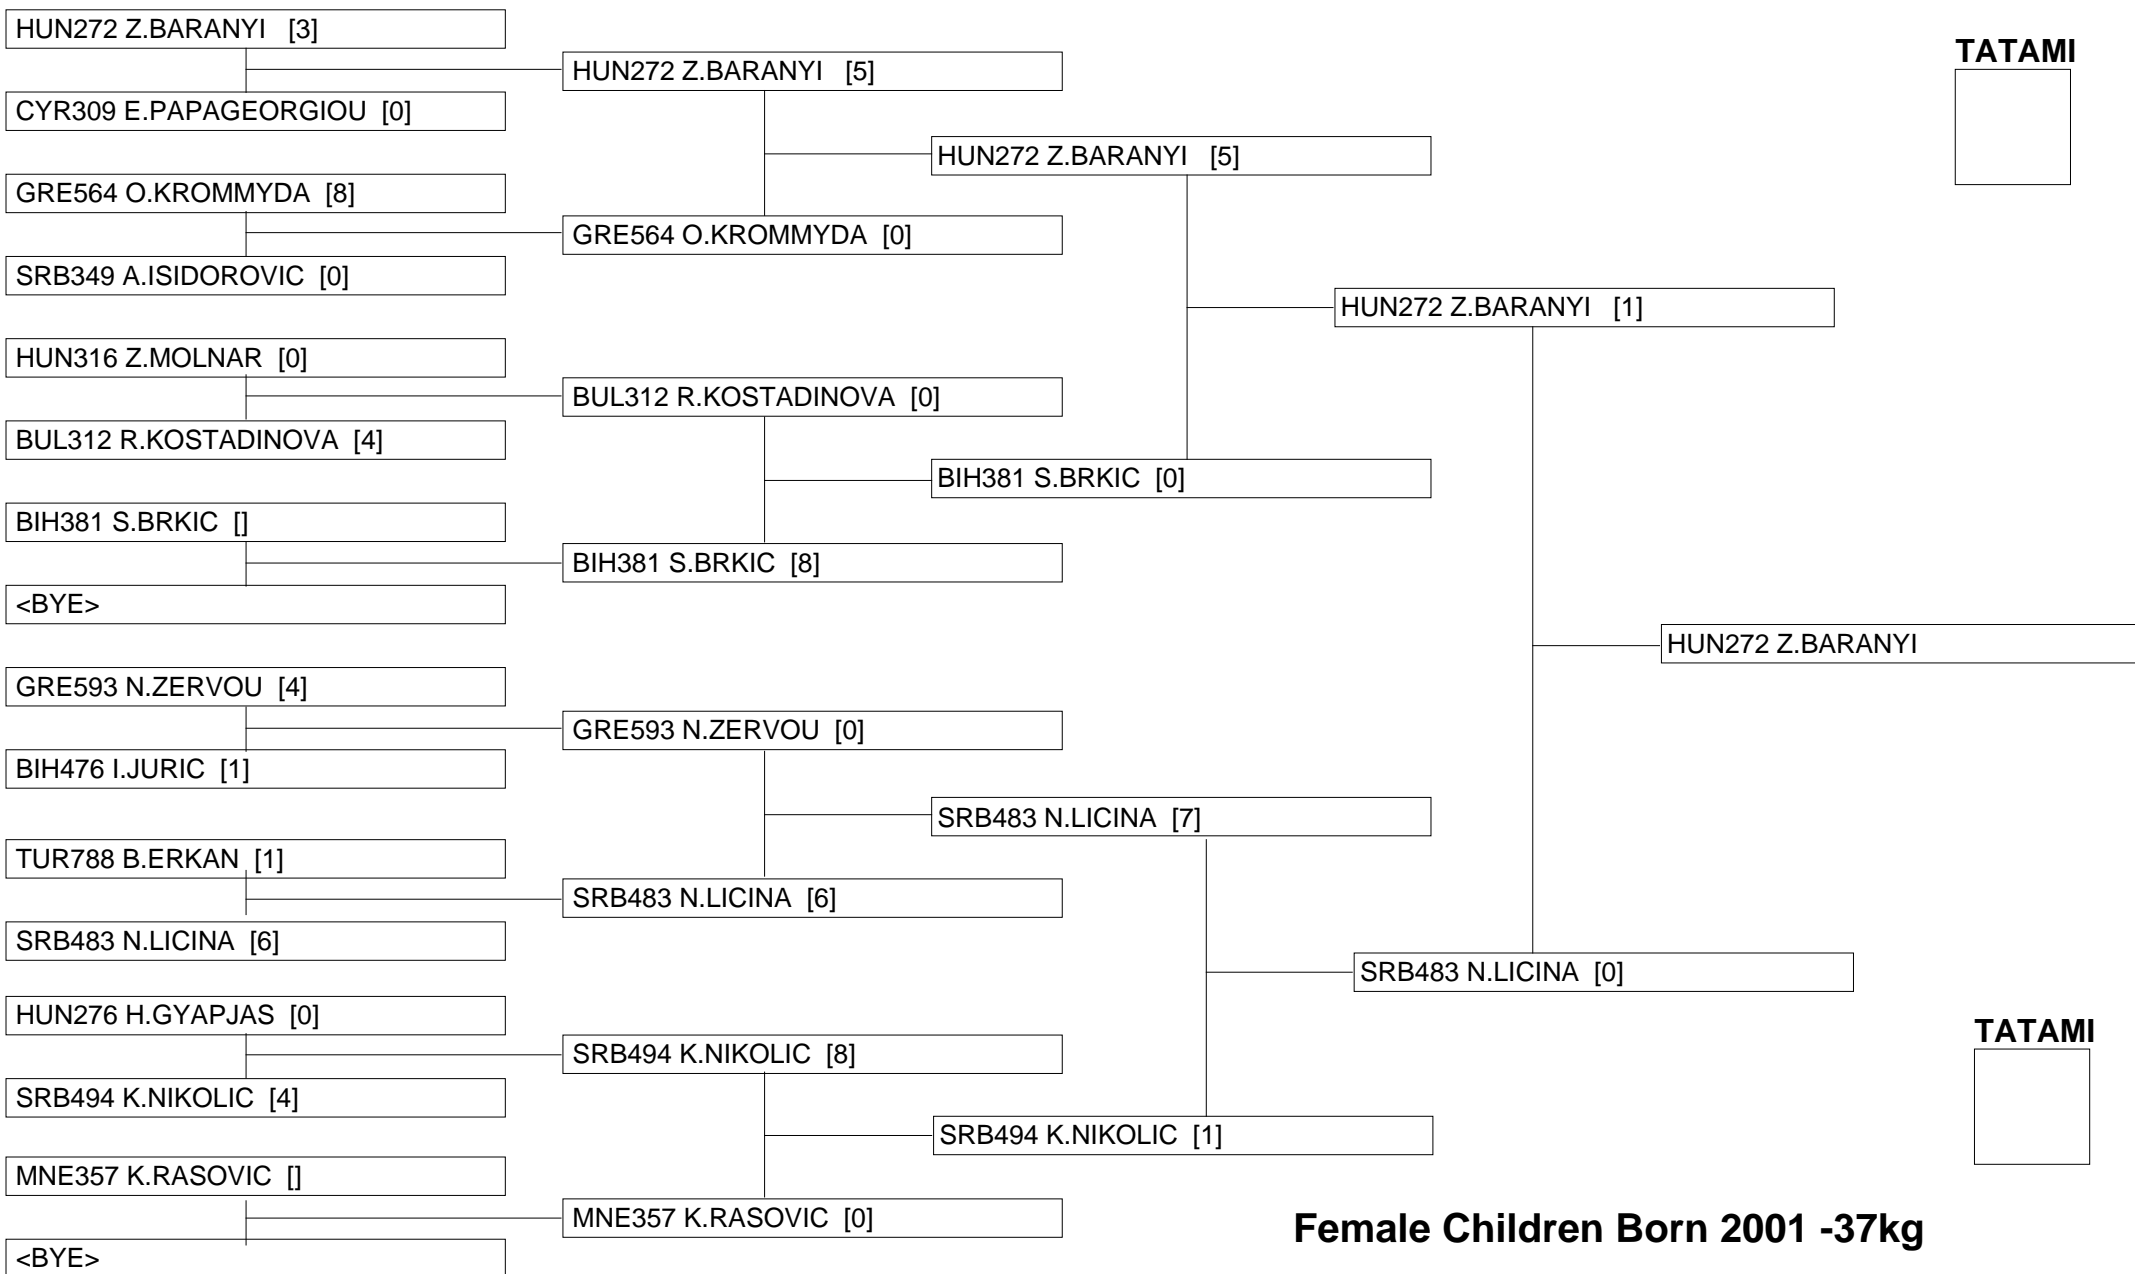 HUN272 Z.BARANYI [3]
CYR309 E.PAPAGEORGIOU [0]
GRE564 O.KROMMYDA [8]
SRB349 A.ISIDOROVIC [0]
HUN316 Z.MOLNAR [0]
BUL312 R.KOSTADINOVA [4]
BIH381 S.BRKIC []
<BYE>
GRE593 N.ZERVOU [4]
BIH476 I.JURIC [1]
TUR788 B.ERKAN [1]
SRB483 N.LICINA [6]
HUN276 H.GYAPJAS [0]
SRB494 K.NIKOLIC [4]
MNE357 K.RASOVIC []
<BYE>
HUN272 Z.BARANYI [5]
GRE564 O.KROMMYDA [0]
BUL312 R.KOSTADINOVA [0]
BIH381 S.BRKIC [8]
GRE593 N.ZERVOU [0]
SRB483 N.LICINA [6]
SRB494 K.NIKOLIC [8]
MNE357 K.RASOVIC [0]
HUN272 Z.BARANYI [5]
BIH381 S.BRKIC [0]
SRB483 N.LICINA [7]
SRB494 K.NIKOLIC [1]
HUN272 Z.BARANYI [1]
SRB483 N.LICINA [0]
HUN272 Z.BARANYI
TATAMI
TATAMI
Female Children Born 2001 -37kg